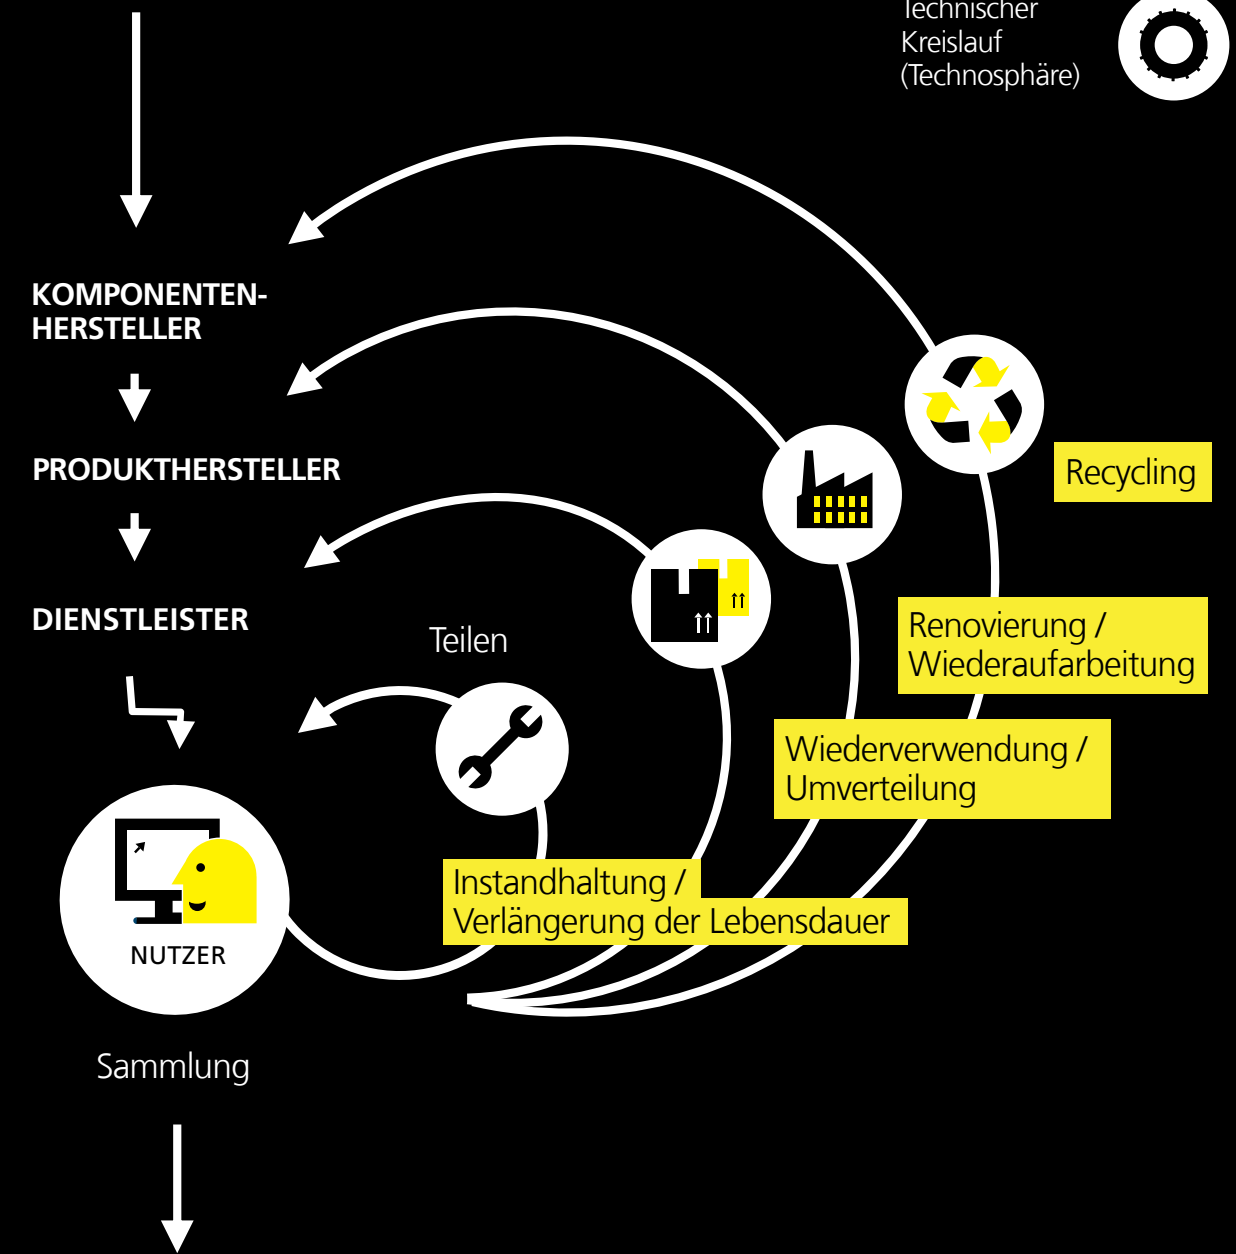 Technischer
Kreislauf
(Technosphäre)
KOMPONENTEN-
HERSTELLER
PRODUKTHERSTELLER
DIENSTLEISTER
Teilen
Recycling
Renovierung /
Wiederaufarbeitung
Wiederverwendung /
Umverteilung
Instandhaltung /
Verlängerung der Lebensdauer
NUTZER
Sammlung